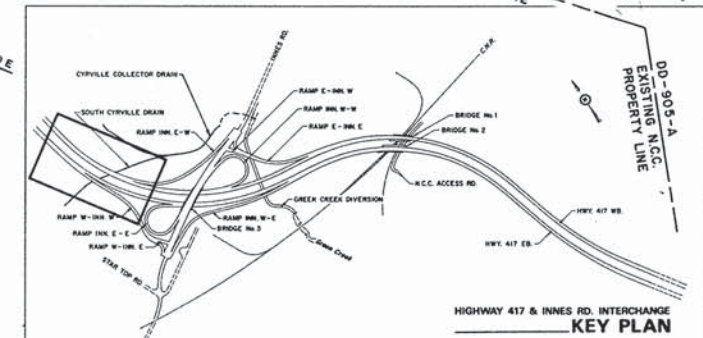 DD-905-A
EXISTING N.C.C.
PROPERTY LINE
INNES RD.
C.N.R.
CYRVILLE COLLECTOR DRAIN
SOUTH CYRVILLE DRAIN
RAMP INN. E-W
RAMP E-INN. W
RAMP INN. W-W
RAMP E-INN. E
BRIDGE No.1
BRIDGE No. 2
N.C.C. ACCESS RD.
GREEN CREEK DIVERSION
Green Creek
RAMP W-INN. W
RAMP INN. E-E
RAMP W-INN. E
RAMP INN. W-E
BRIDGE No.3
STAR TOP RD.
HWY. 417 WB.
HWY. 417 EB.
HIGHWAY 417 & INNES RD. INTERCHANGE
KEY PLAN